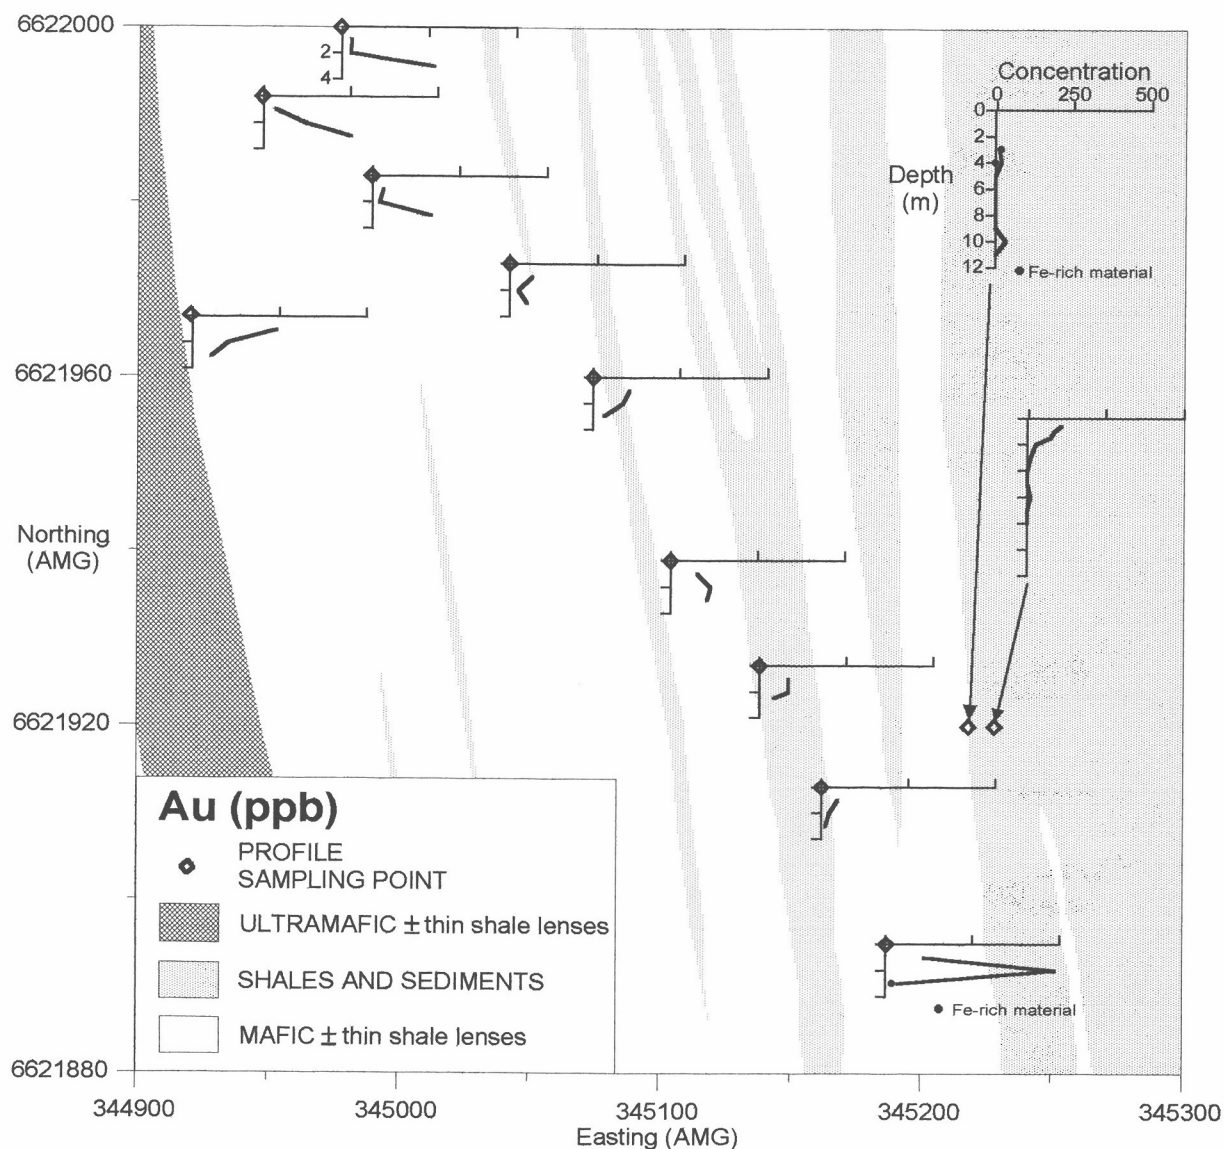 6622000
2
4
Concentration
0 250 500
0
2
4
6
8
10
12
Depth
(m)
Fe-rich material
6621960
Northing
(AMG)
6621920
Au (ppb)
PROFILE
SAMPLING POINT
ULTRAMAFIC ± thin shale lenses
SHALES AND SEDIMENTS
MAFIC ± thin shale lenses
Fe-rich material
6621880
344900 345000 345100 345200 345300
Easting (AMG)